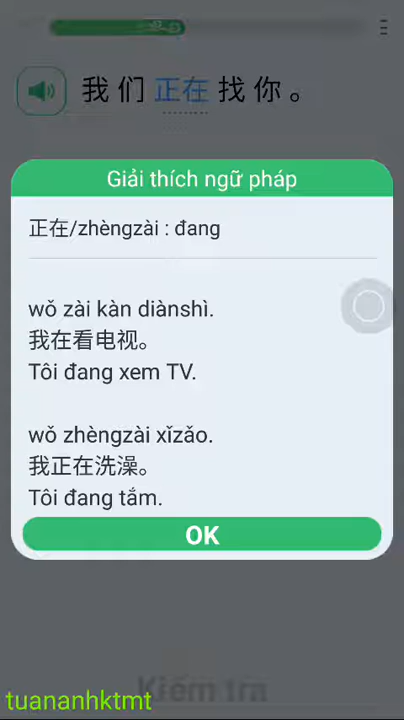 我们正在找你。
Giải thích ngữ pháp
正在/zhèngzài : đang
wǒ zài kàn diànshì.
我在看电视。
Tôi đang xem TV.
wǒ zhèngzài xǐzǎo.
我正在洗澡。
Tôi đang tắm.
OK
Kiểm tra
tuananhktmt